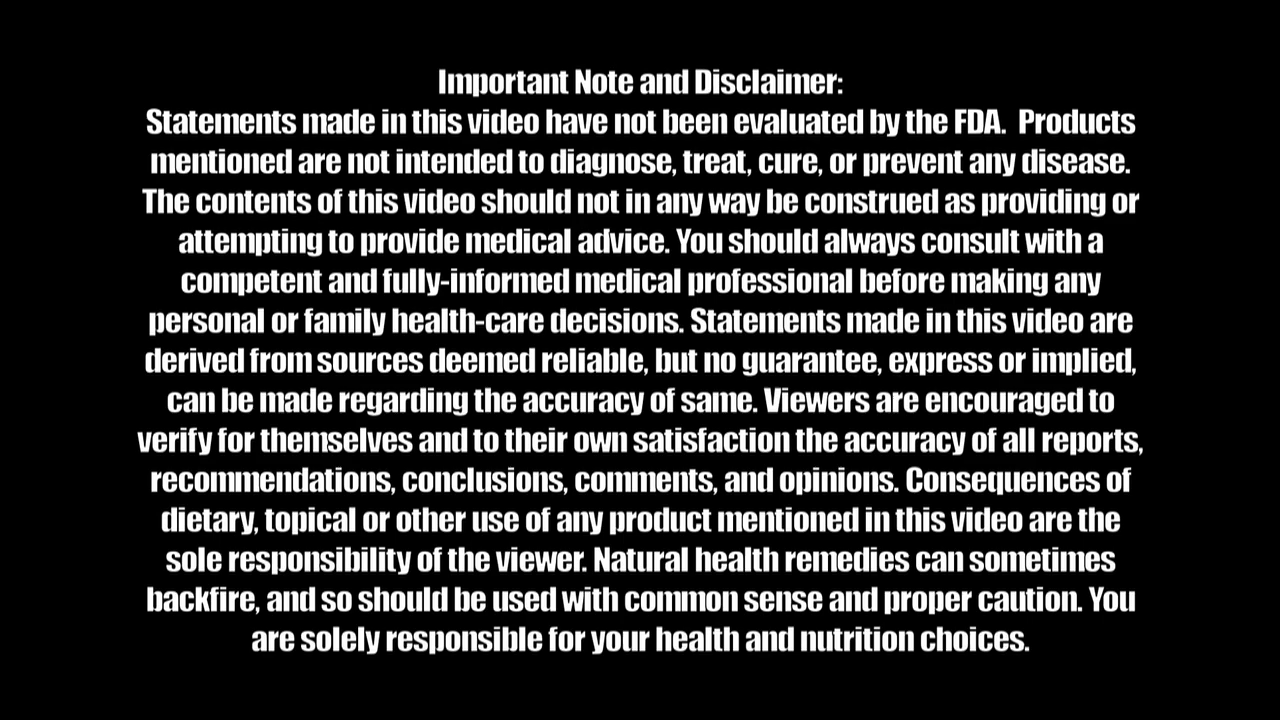 Important Note and Disclaimer:
Statements made in this video have not been evaluated by the FDA.  Products
mentioned are not intended to diagnose, treat, cure, or prevent any disease.
The contents of this video should not in any way be construed as providing or
attempting to provide medical advice. You should always consult with a
competent and fully-informed medical professional before making any
personal or family health-care decisions. Statements made in this video are
derived from sources deemed reliable, but no guarantee, express or implied,
can be made regarding the accuracy of same. Viewers are encouraged to
verify for themselves and to their own satisfaction the accuracy of all reports,
recommendations, conclusions, comments, and opinions. Consequences of
dietary, topical or other use of any product mentioned in this video are the
sole responsibility of the viewer. Natural health remedies can sometimes
backfire, and so should be used with common sense and proper caution. You
are solely responsible for your health and nutrition choices.